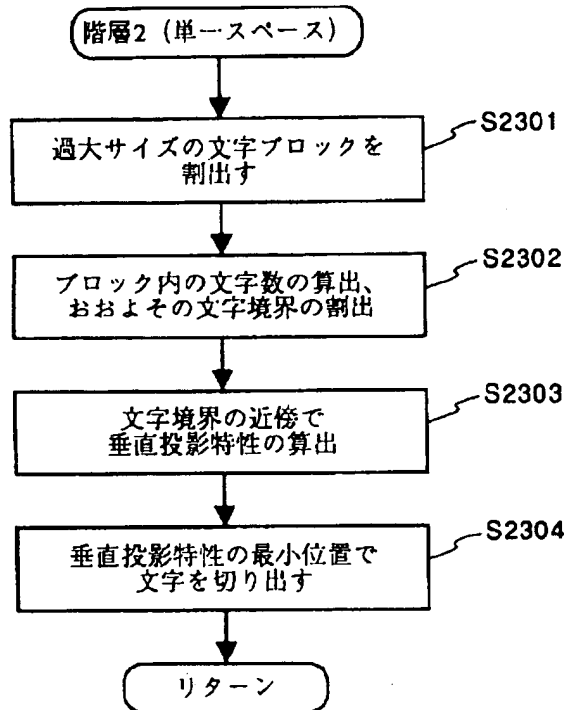 階層2（単一スペース）
過大サイズの文字ブロックを
割出す
S2301
ブロック内の文字数の算出、
おおよその文字境界の割出
S2302
文字境界の近傍で
垂直投影特性の算出
S2303
垂直投影特性の最小位置で
文字を切り出す
S2304
リターン